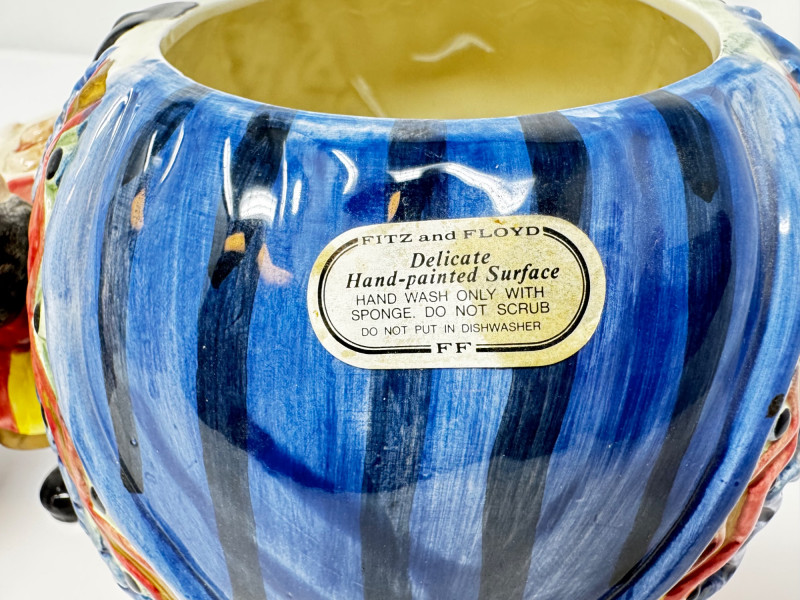 FITZ and FLOYD
Delicate
Hand-painted Surface
HAND WASH ONLY WITH
SPONGE. DO NOT SCRUB
DO NOT PUT IN DISHWASHER
FF